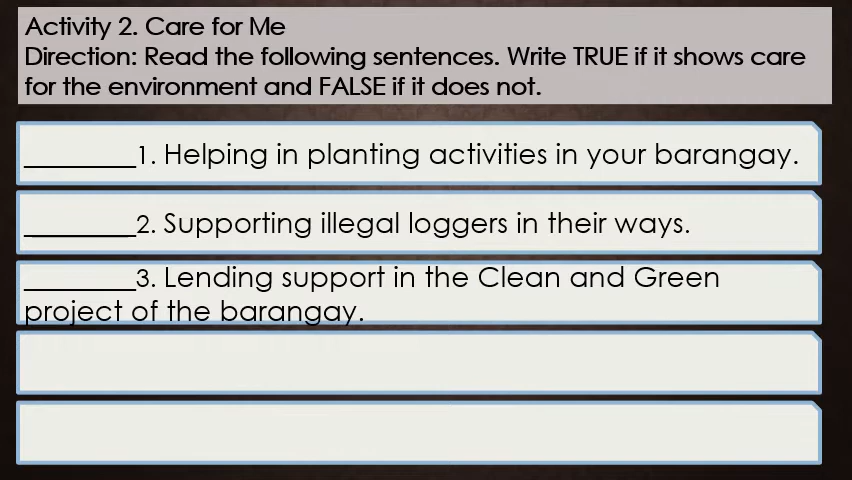 Activity 2. Care for Me
Direction: Read the following sentences. Write TRUE if it shows care
for the environment and FALSE if it does not.
________1. Helping in planting activities in your barangay.
________2. Supporting illegal loggers in their ways.
________3. Lending support in the Clean and Green
project of the barangay.